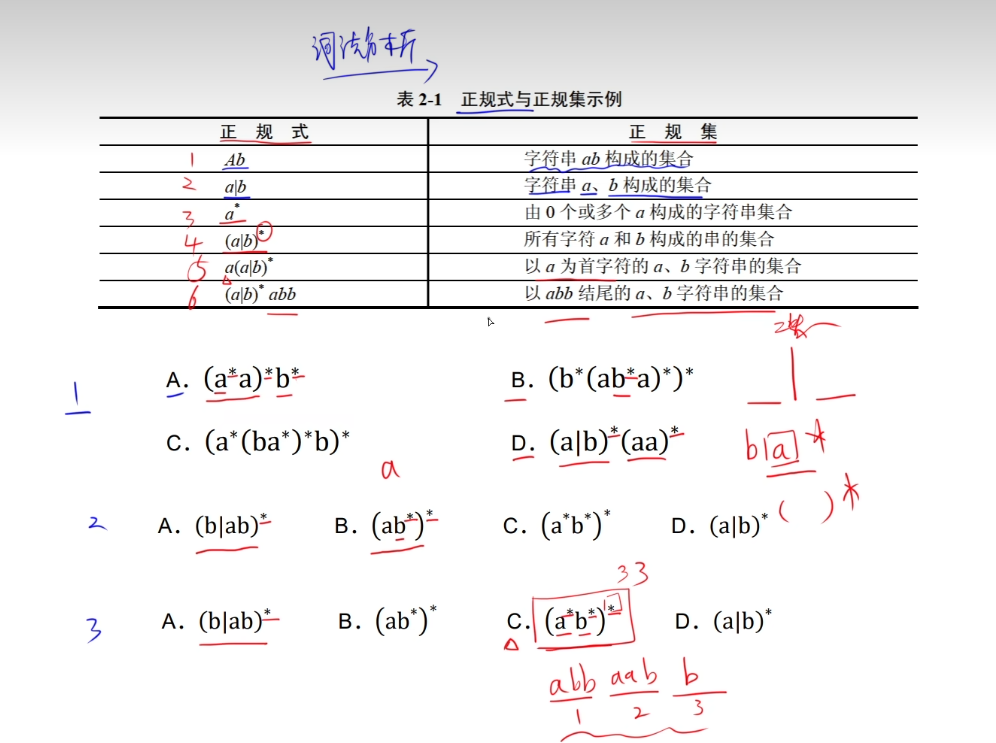 词法分析
表 2-1 正规式与正规集示例
正 规 式 正 规 集
1 Ab 字符串 ab 构成的集合
2 a|b 字符串 a、b 构成的集合
3 a* 由 0 个或多个 a 构成的字符串集合
4 (a|b)* 所有字符 a 和 b 构成的串的集合
5 a(a|b)* 以 a 为首字符的 a、b 字符串的集合
6 (a|b)* abb 以 abb 结尾的 a、b 字符串的集合
1 A. (a*a)*b* B. (b*(ab*a)*)*
C. (a*(ba*)*b)* D. (a|b)*(aa)* b|a *
a
2 A. (b|ab)* B. (ab*)* C. (a*b*)* D. (a|b)* ( )*
33
3 A. (b|ab)* B. (ab*)* C. (a*b*)* D. (a|b)*
abb aab b
1 2 3